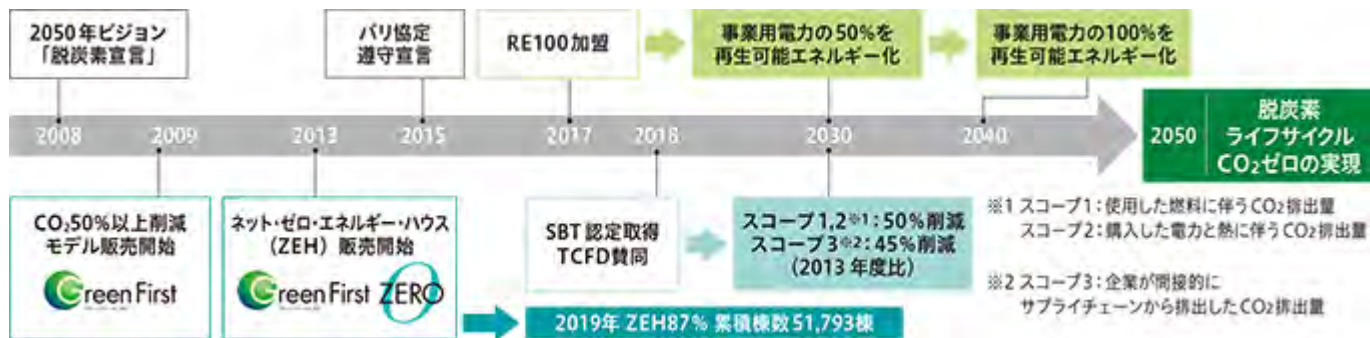 2050年ビジョン
「脱炭素宣言」
パリ協定
遵守宣言
RE100加盟
事業用電力の50%を
再生可能エネルギー化
事業用電力の100%を
再生可能エネルギー化
2008
2009
2013
2015
2017
2018
2030
2040
2050
脱炭素
ライフサイクル
CO₂ゼロの実現
CO₂50%以上削減
モデル販売開始
Green First
ネット・ゼロ・エネルギー・ハウス
（ZEH）販売開始
Green First ZERO
SBT認定取得
TCFD賛同
スコープ1,2※1：50%削減
スコープ3※2：45%削減
（2013年度比）
2019年 ZEH87% 累積棟数51,793棟
※1 スコープ1：使用した燃料に伴うCO₂排出量
スコープ2：購入した電力と熱に伴うCO₂排出量
※2 スコープ3：企業が間接的に
サプライチェーンから排出したCO₂排出量